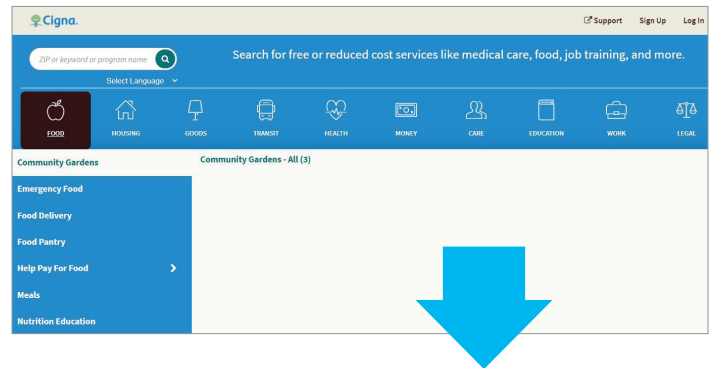 Cigna.
Support Sign Up Log In
ZIP or keyword or program name
Search for free or reduced cost services like medical care, food, job training, and more.
Select Language
FOOD HOUSING GOODS TRANSIT HEALTH MONEY CARE EDUCATION WORK LEGAL
Community Gardens
Community Gardens - All (3)
Emergency Food
Food Delivery
Food Pantry
Help Pay For Food
Meals
Nutrition Education